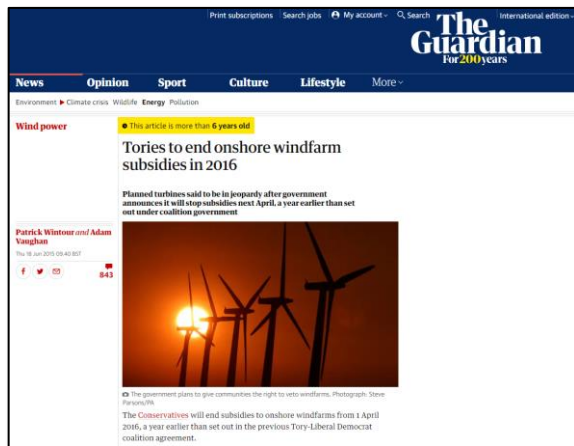 Print subscriptions Search jobs My account Search International edition
The Guardian
For 200 years
News Opinion Sport Culture Lifestyle More
Environment Climate crisis Wildlife Energy Pollution
Wind power
This article is more than 6 years old
Tories to end onshore windfarm
subsidies in 2016
Planned turbines said to be in jeopardy after government
announces it will stop subsidies next April, a year earlier than set
out under coalition government
Patrick Wintour and Adam
Vaughan
Thu 18 Jun 2015 09.40 BST
843
The government plans to give communities the right to veto windfarms. Photograph: Steve
Parsons/PA
The Conservatives will end subsidies to onshore windfarms from 1 April
2016, a year earlier than set out in the previous Tory-Liberal Democrat
coalition agreement.